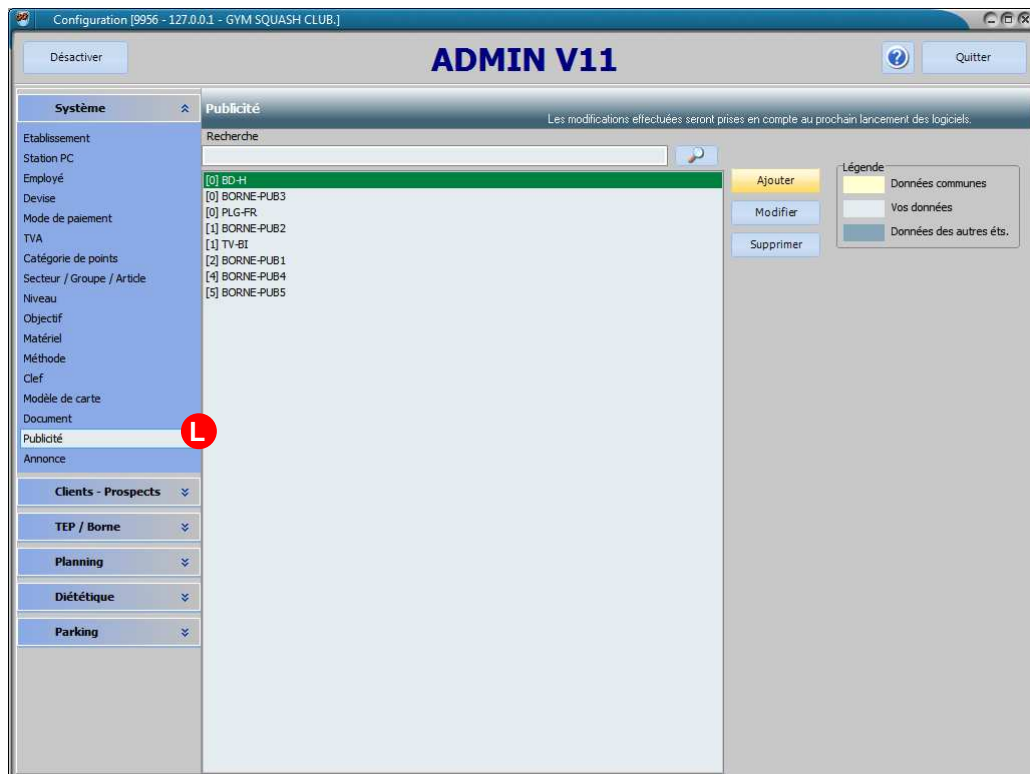 Configuration [9956 - 127.0.0.1 - GYM SQUASH CLUB.]
Désactiver
ADMIN V11
Quitter
Système
Etablissement
Station PC
Employé
Devise
Mode de paiement
TVA
Catégorie de points
Secteur / Groupe / Article
Niveau
Objectif
Matériel
Méthode
Clef
Modèle de carte
Document
Publicité
L
Annonce
Clients - Prospects
TEP / Borne
Planning
Diététique
Parking
Publicité
Les modifications effectuées seront prises en compte au prochain lancement des logiciels.
Recherche
[0] BD-H
[0] BORNE-PUB3
[0] PLG-FR
[1] BORNE-PUB2
[1] TV-BI
[2] BORNE-PUB1
[4] BORNE-PUB4
[5] BORNE-PUB5
Ajouter
Modifier
Supprimer
Légende
Données communes
Vos données
Données des autres éts.